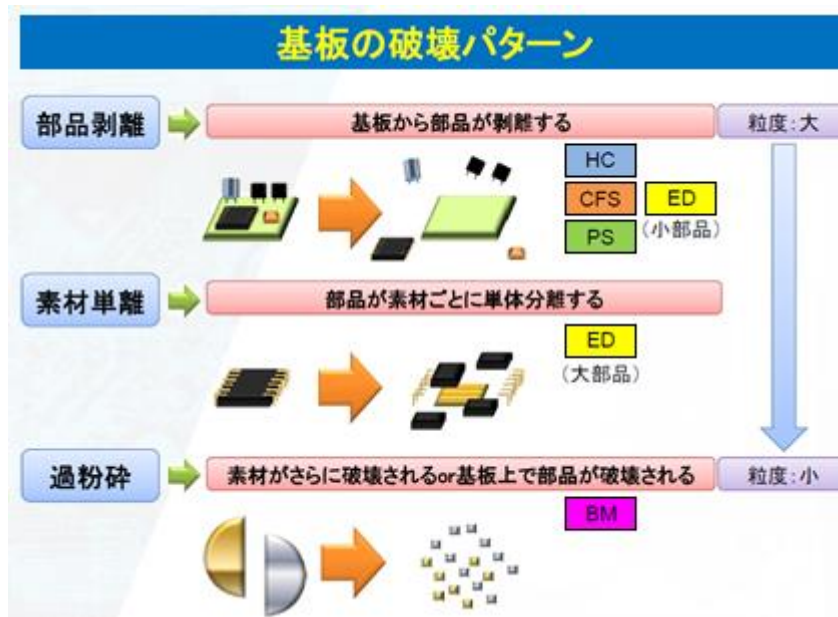 基板の破壊パターン
部品剥離
基板から部品が剥離する
粒度:大
HC
CFS
ED
PS
(小部品)
素材単離
部品が素材ごとに単体分離する
ED
(大部品)
過粉砕
素材がさらに破壊されるor基板上で部品が破壊される
粒度:小
BM